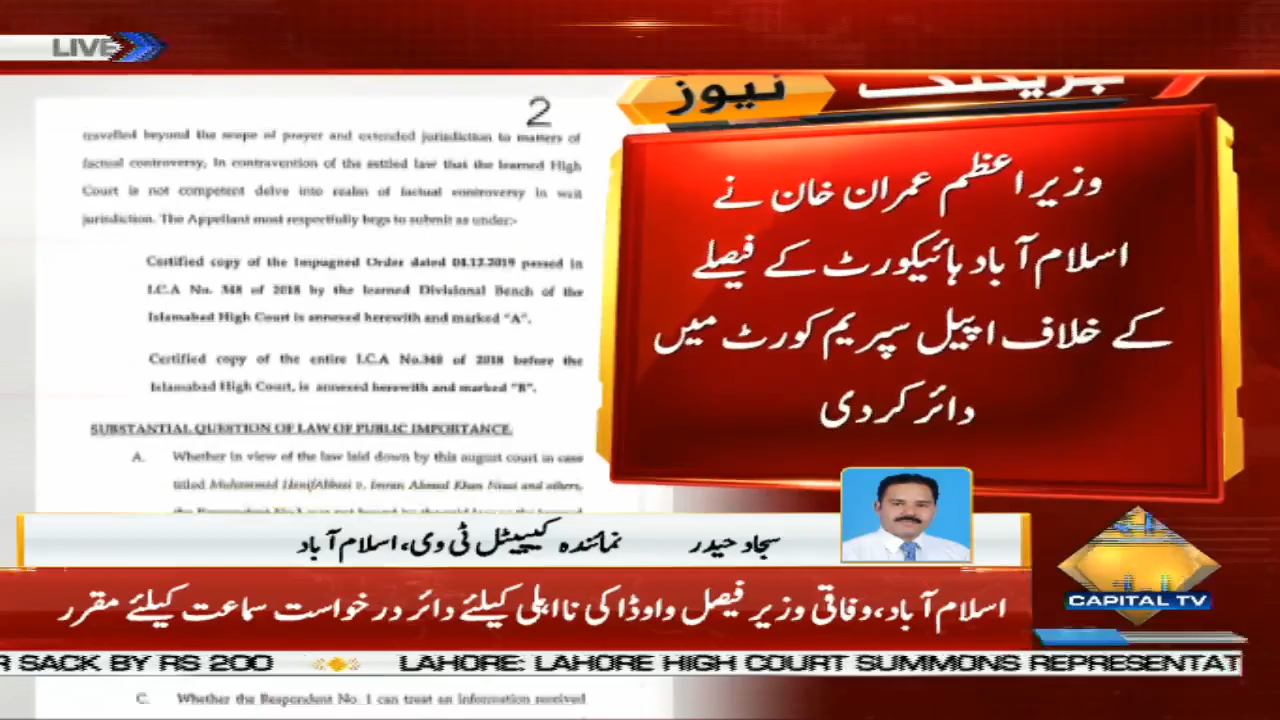 LIVE
بریکنگ نیوز
2
travelled beyond the scope of prayer and extended jurisdiction to matters of
factual controversy, in contravention of the settled law that the learned High
Court is not competent delve into realm of factual controversy in writ
jurisdiction. The Appellant most respectfully begs to submit as under:-
Certified copy of the Impugned Order dated 04.12.2019 passed in
I.C.A No. 348 of 2018 by the learned Divisional Bench of the
Islamabad High Court is annexed herewith and marked "A".
Certified copy of the entire I.C.A No.348 of 2018 before the
Islamabad High Court, is annexed herewith and marked "B".
SUBSTANTIAL QUESTION OF LAW OF PUBLIC IMPORTANCE.
A. Whether in view of the law laid down by this august court in case
titled Muhammad Hanif Abbasi v. Imran Ahmad Khan Niazi and others,
وزیر اعظم عمران خان نے
اسلام آباد ہائیکورٹ کے فیصلے
کے خلاف اپیل سپریم کورٹ میں
دائر کر دی
سجاد حیدر نمائندہ کیپیٹل ٹی وی، اسلام آباد
اسلام آباد، وفاقی وزیر فیصل واوڈا کی نااہلی کیلئے دائر درخواست سماعت کیلئے مقرر
CAPITAL TV
R SACK BY RS 200 LAHORE: LAHORE HIGH COURT SUMMONS REPRESENTAT
C. Whether the Respondent No. 1 can treat an information received